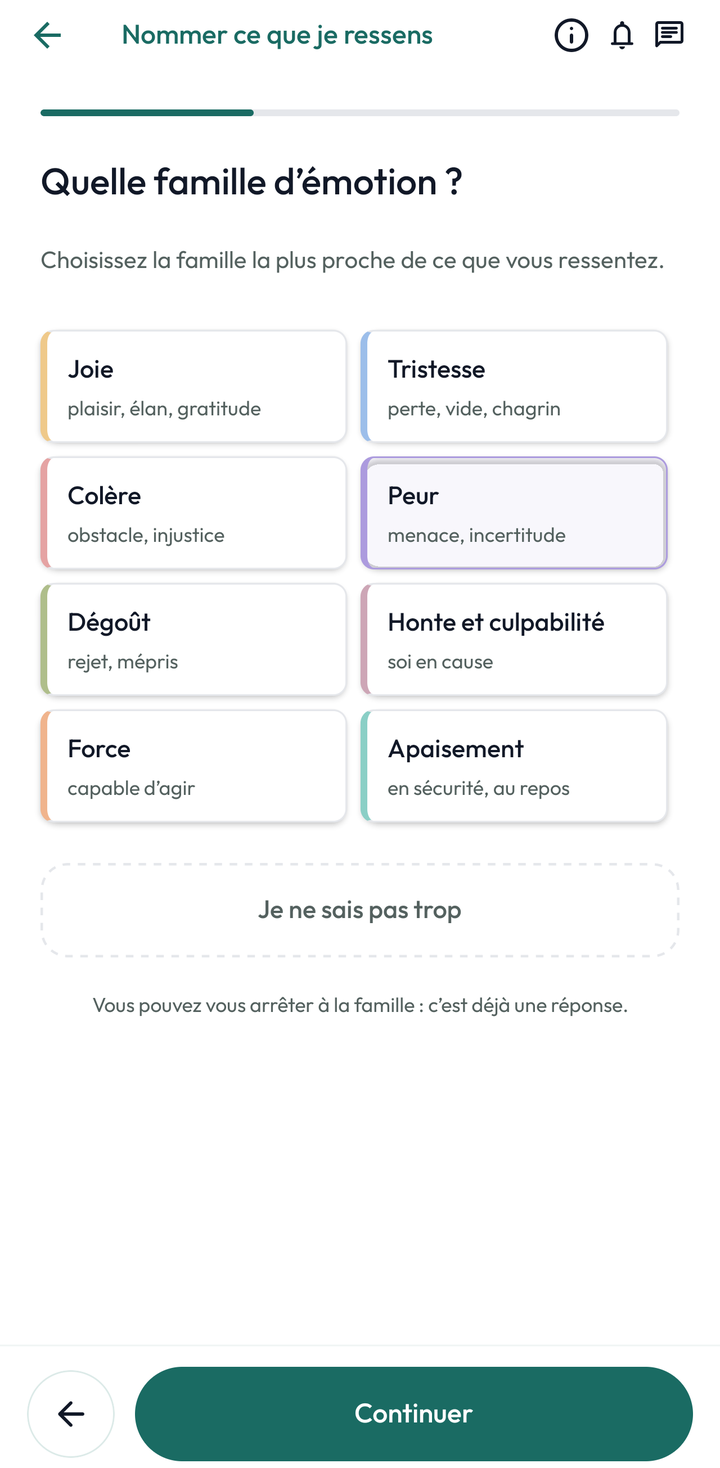 Nommer ce que je ressens
Quelle famille d’émotion ?
Choisissez la famille la plus proche de ce que vous ressentez.
Joie
plaisir, élan, gratitude
Tristesse
perte, vide, chagrin
Colère
obstacle, injustice
Peur
menace, incertitude
Dégoût
rejet, mépris
Honte et culpabilité
soi en cause
Force
capable d’agir
Apaisement
en sécurité, au repos
Je ne sais pas trop
Vous pouvez vous arrêter à la famille : c’est déjà une réponse.
Continuer